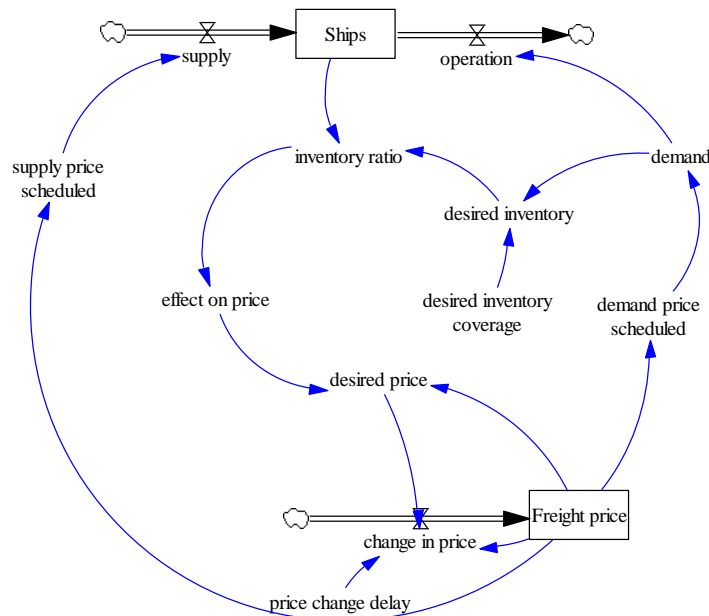 Ships
supply
operation
supply price
scheduled
inventory ratio
demand
desired inventory
effect on price
desired inventory
coverage
demand price
scheduled
desired price
Freight price
change in price
price change delay